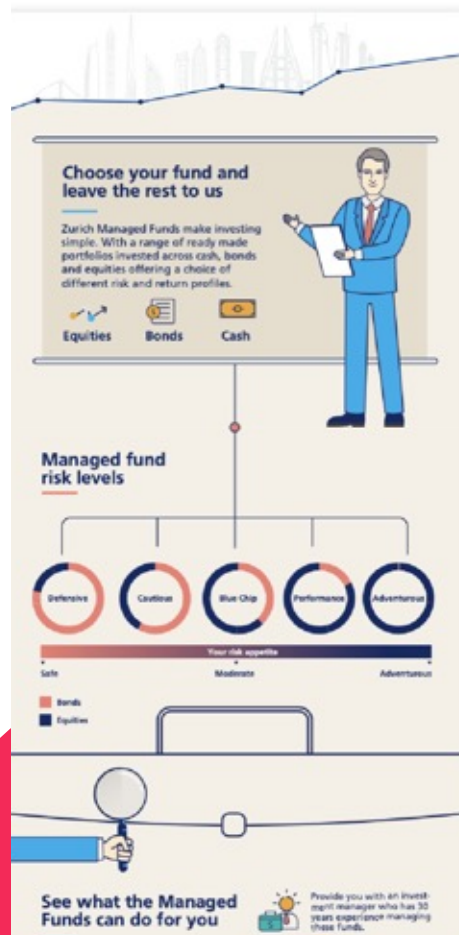 Choose your fund and
leave the rest to us
Zurich Managed Funds make investing
simple. With a range of ready made
portfolios invested across cash, bonds
and equities offering a choice of
different risk and return profiles.
Equities
Bonds
Cash
Managed fund
risk levels
Defensive
Cautious
Blue Chip
Performance
Adventurous
Your risk appetite
Safe
Moderate
Adventurous
Bonds
Equities
See what the Managed
Funds can do for you
Provide you with an invest-
ment manager who has 30
years experience managing
these funds.